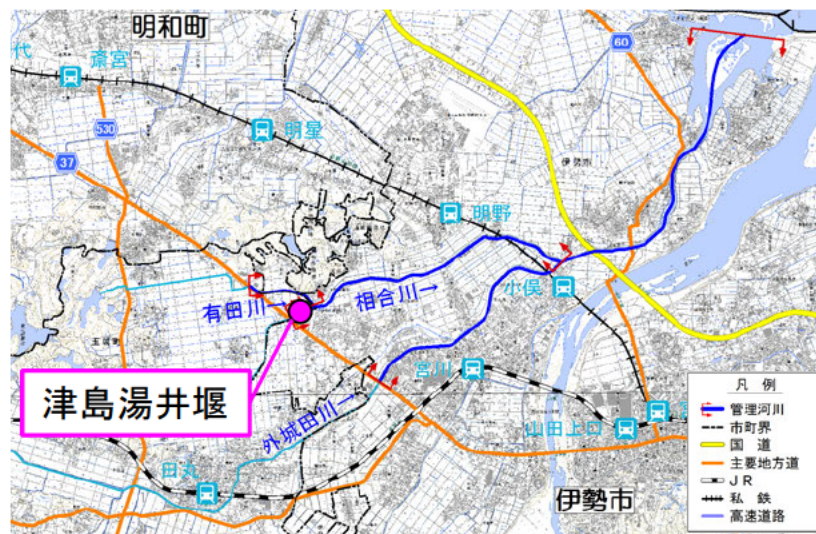 明和町
代
斎宮
60
530
明星
伊勢市
37
明野
小俣
有田川→
相合川→
津島湯井堰
宮川
外城田川→
山田上口
田丸
伊勢市
凡 例
管理河川
市町界
国 道
主要地方道
ＪＲ
私 鉄
高速道路